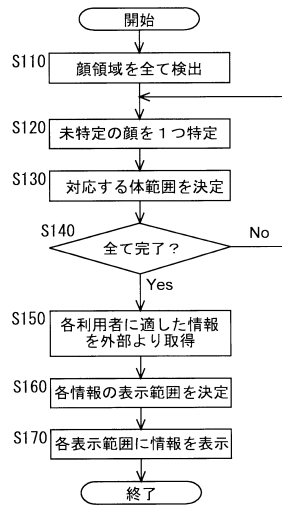 開始
S110
顔領域を全て検出
S120
未特定の顔を1つ特定
S130
対応する体範囲を決定
S140
全て完了?
No
Yes
S150
各利用者に適した情報
を外部より取得
S160
各情報の表示範囲を決定
S170
各表示範囲に情報を表示
終了